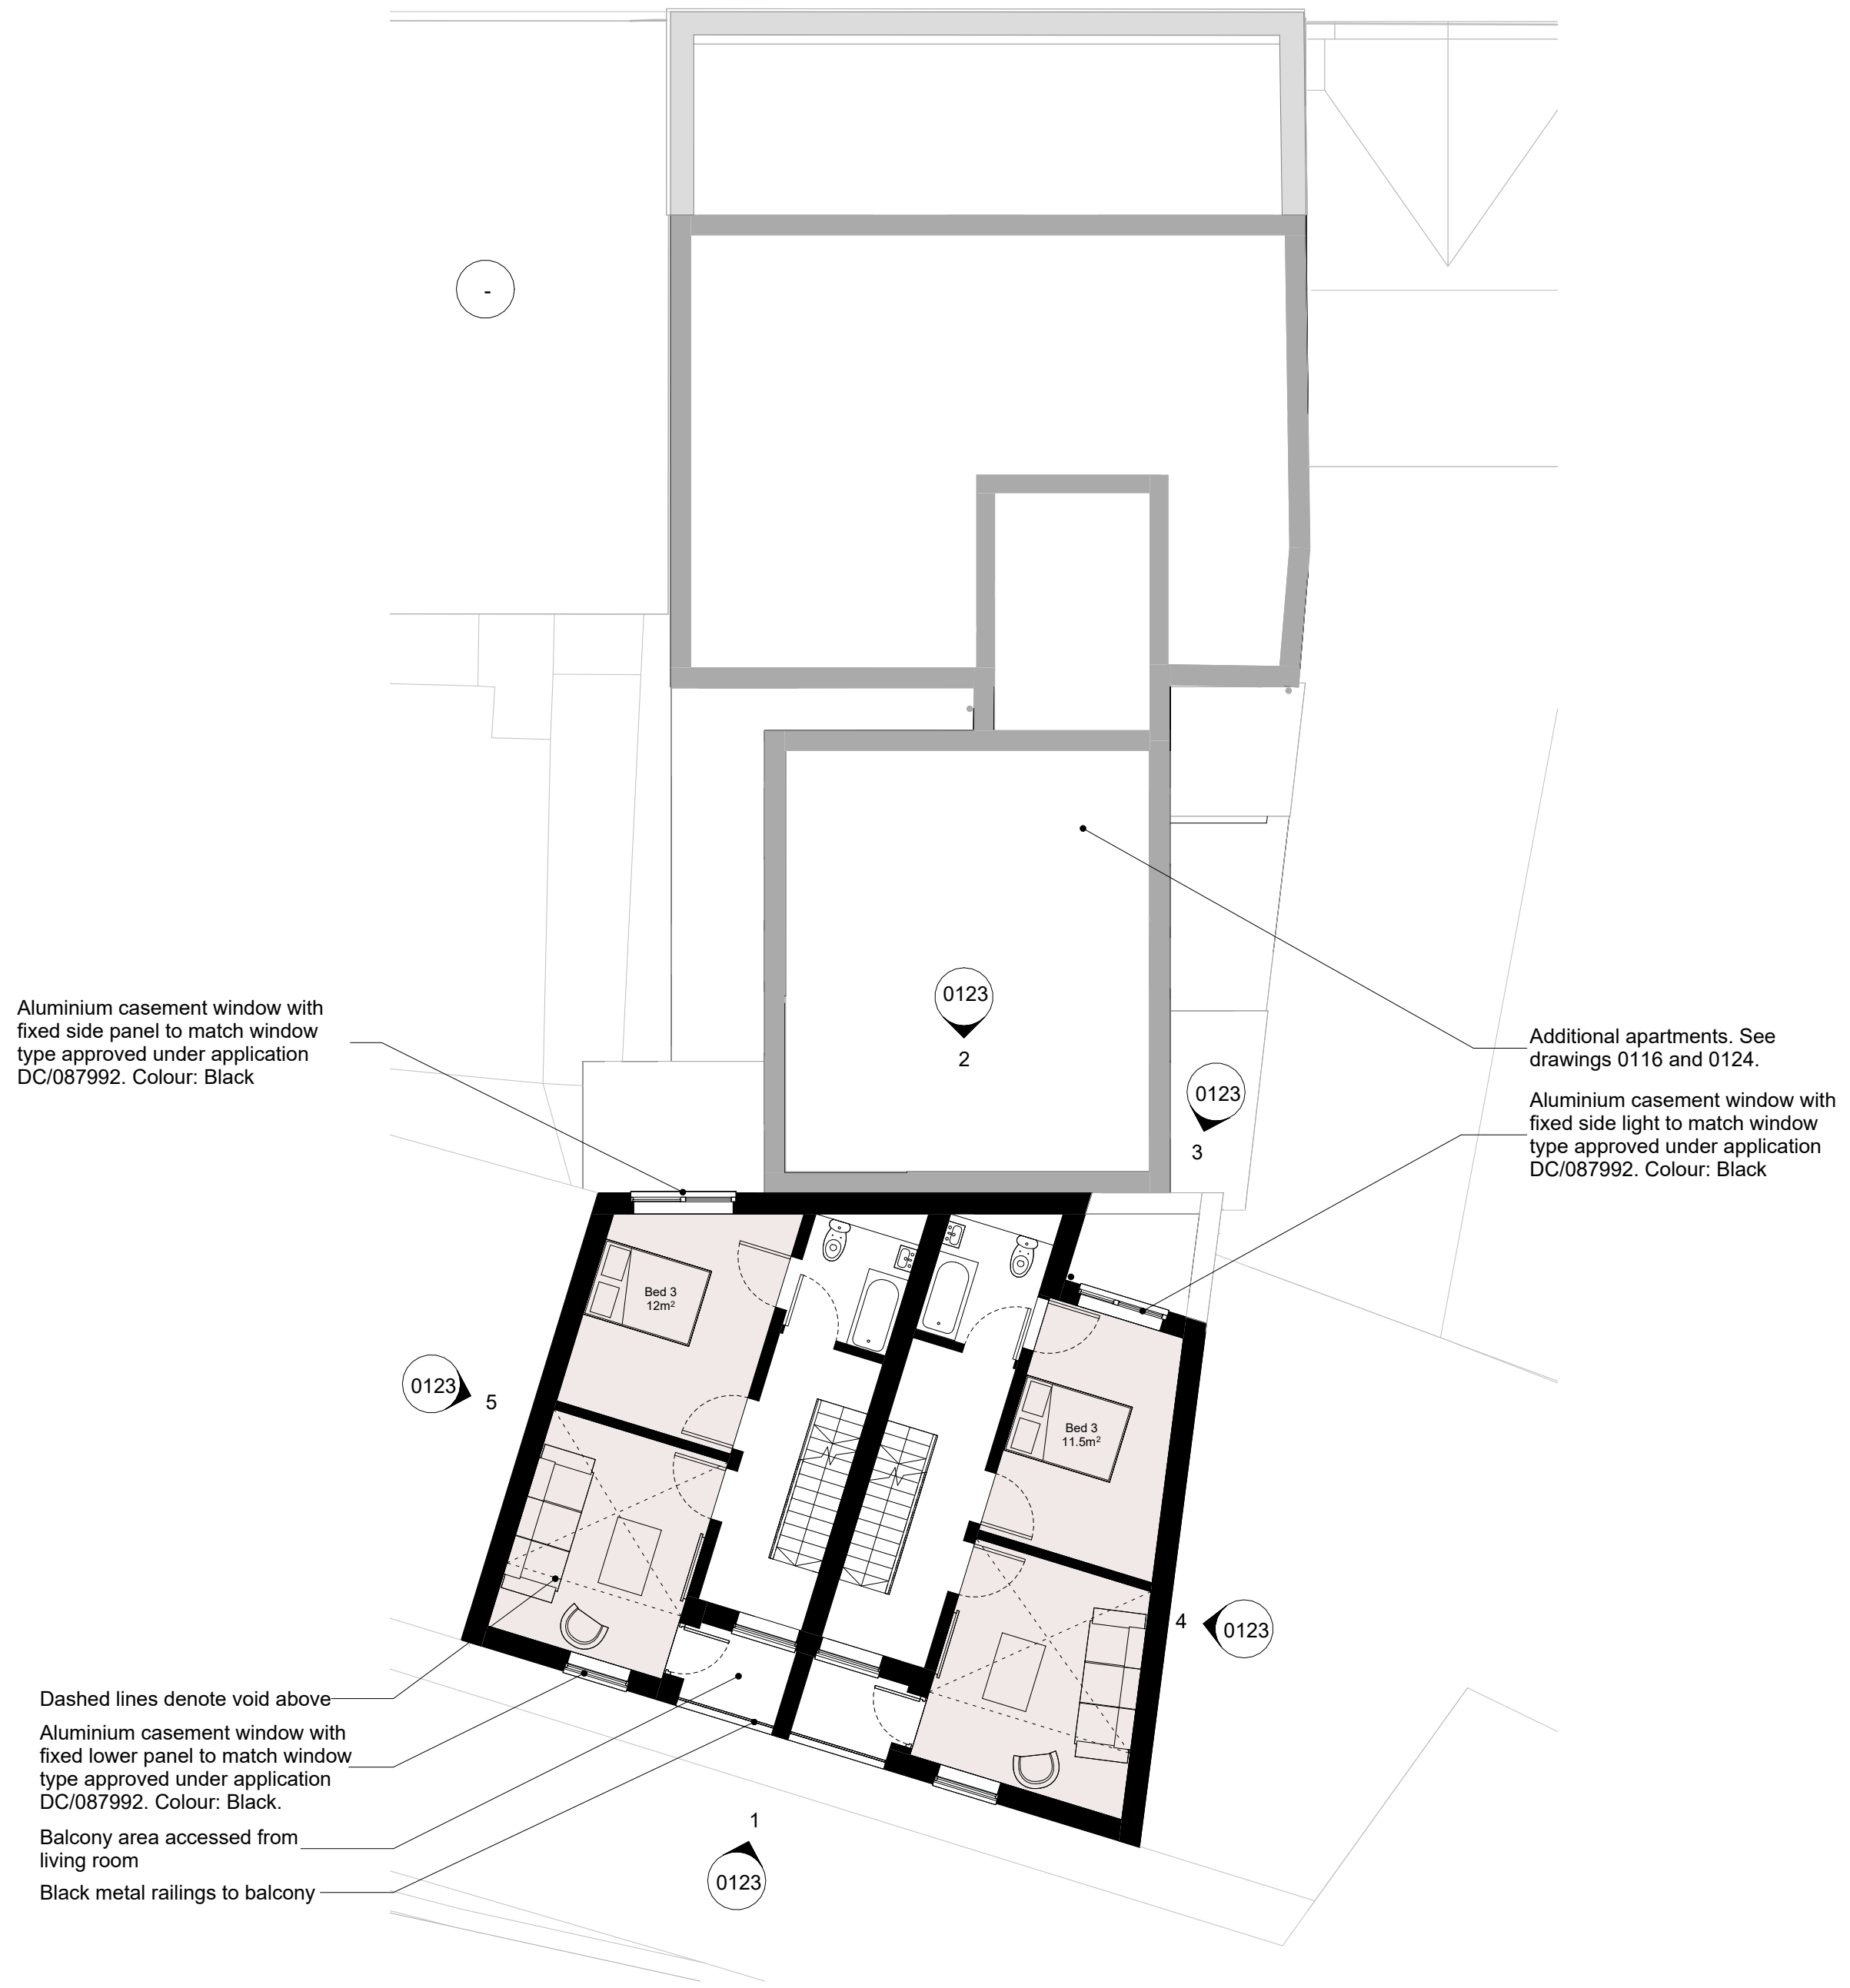 -
Aluminium casement window with
fixed side panel to match window
type approved under application
DC/087992. Colour: Black
0123
2
Additional apartments. See
drawings 0116 and 0124.
0123
3
Aluminium casement window with
fixed side light to match window
type approved under application
DC/087992. Colour: Black
Bed 3
12m²
0123
5
Bed 3
11.5m²
4
0123
Dashed lines denote void above
Aluminium casement window with
fixed lower panel to match window
type approved under application
DC/087992. Colour: Black.
Balcony area accessed from
living room
Black metal railings to balcony
1
0123